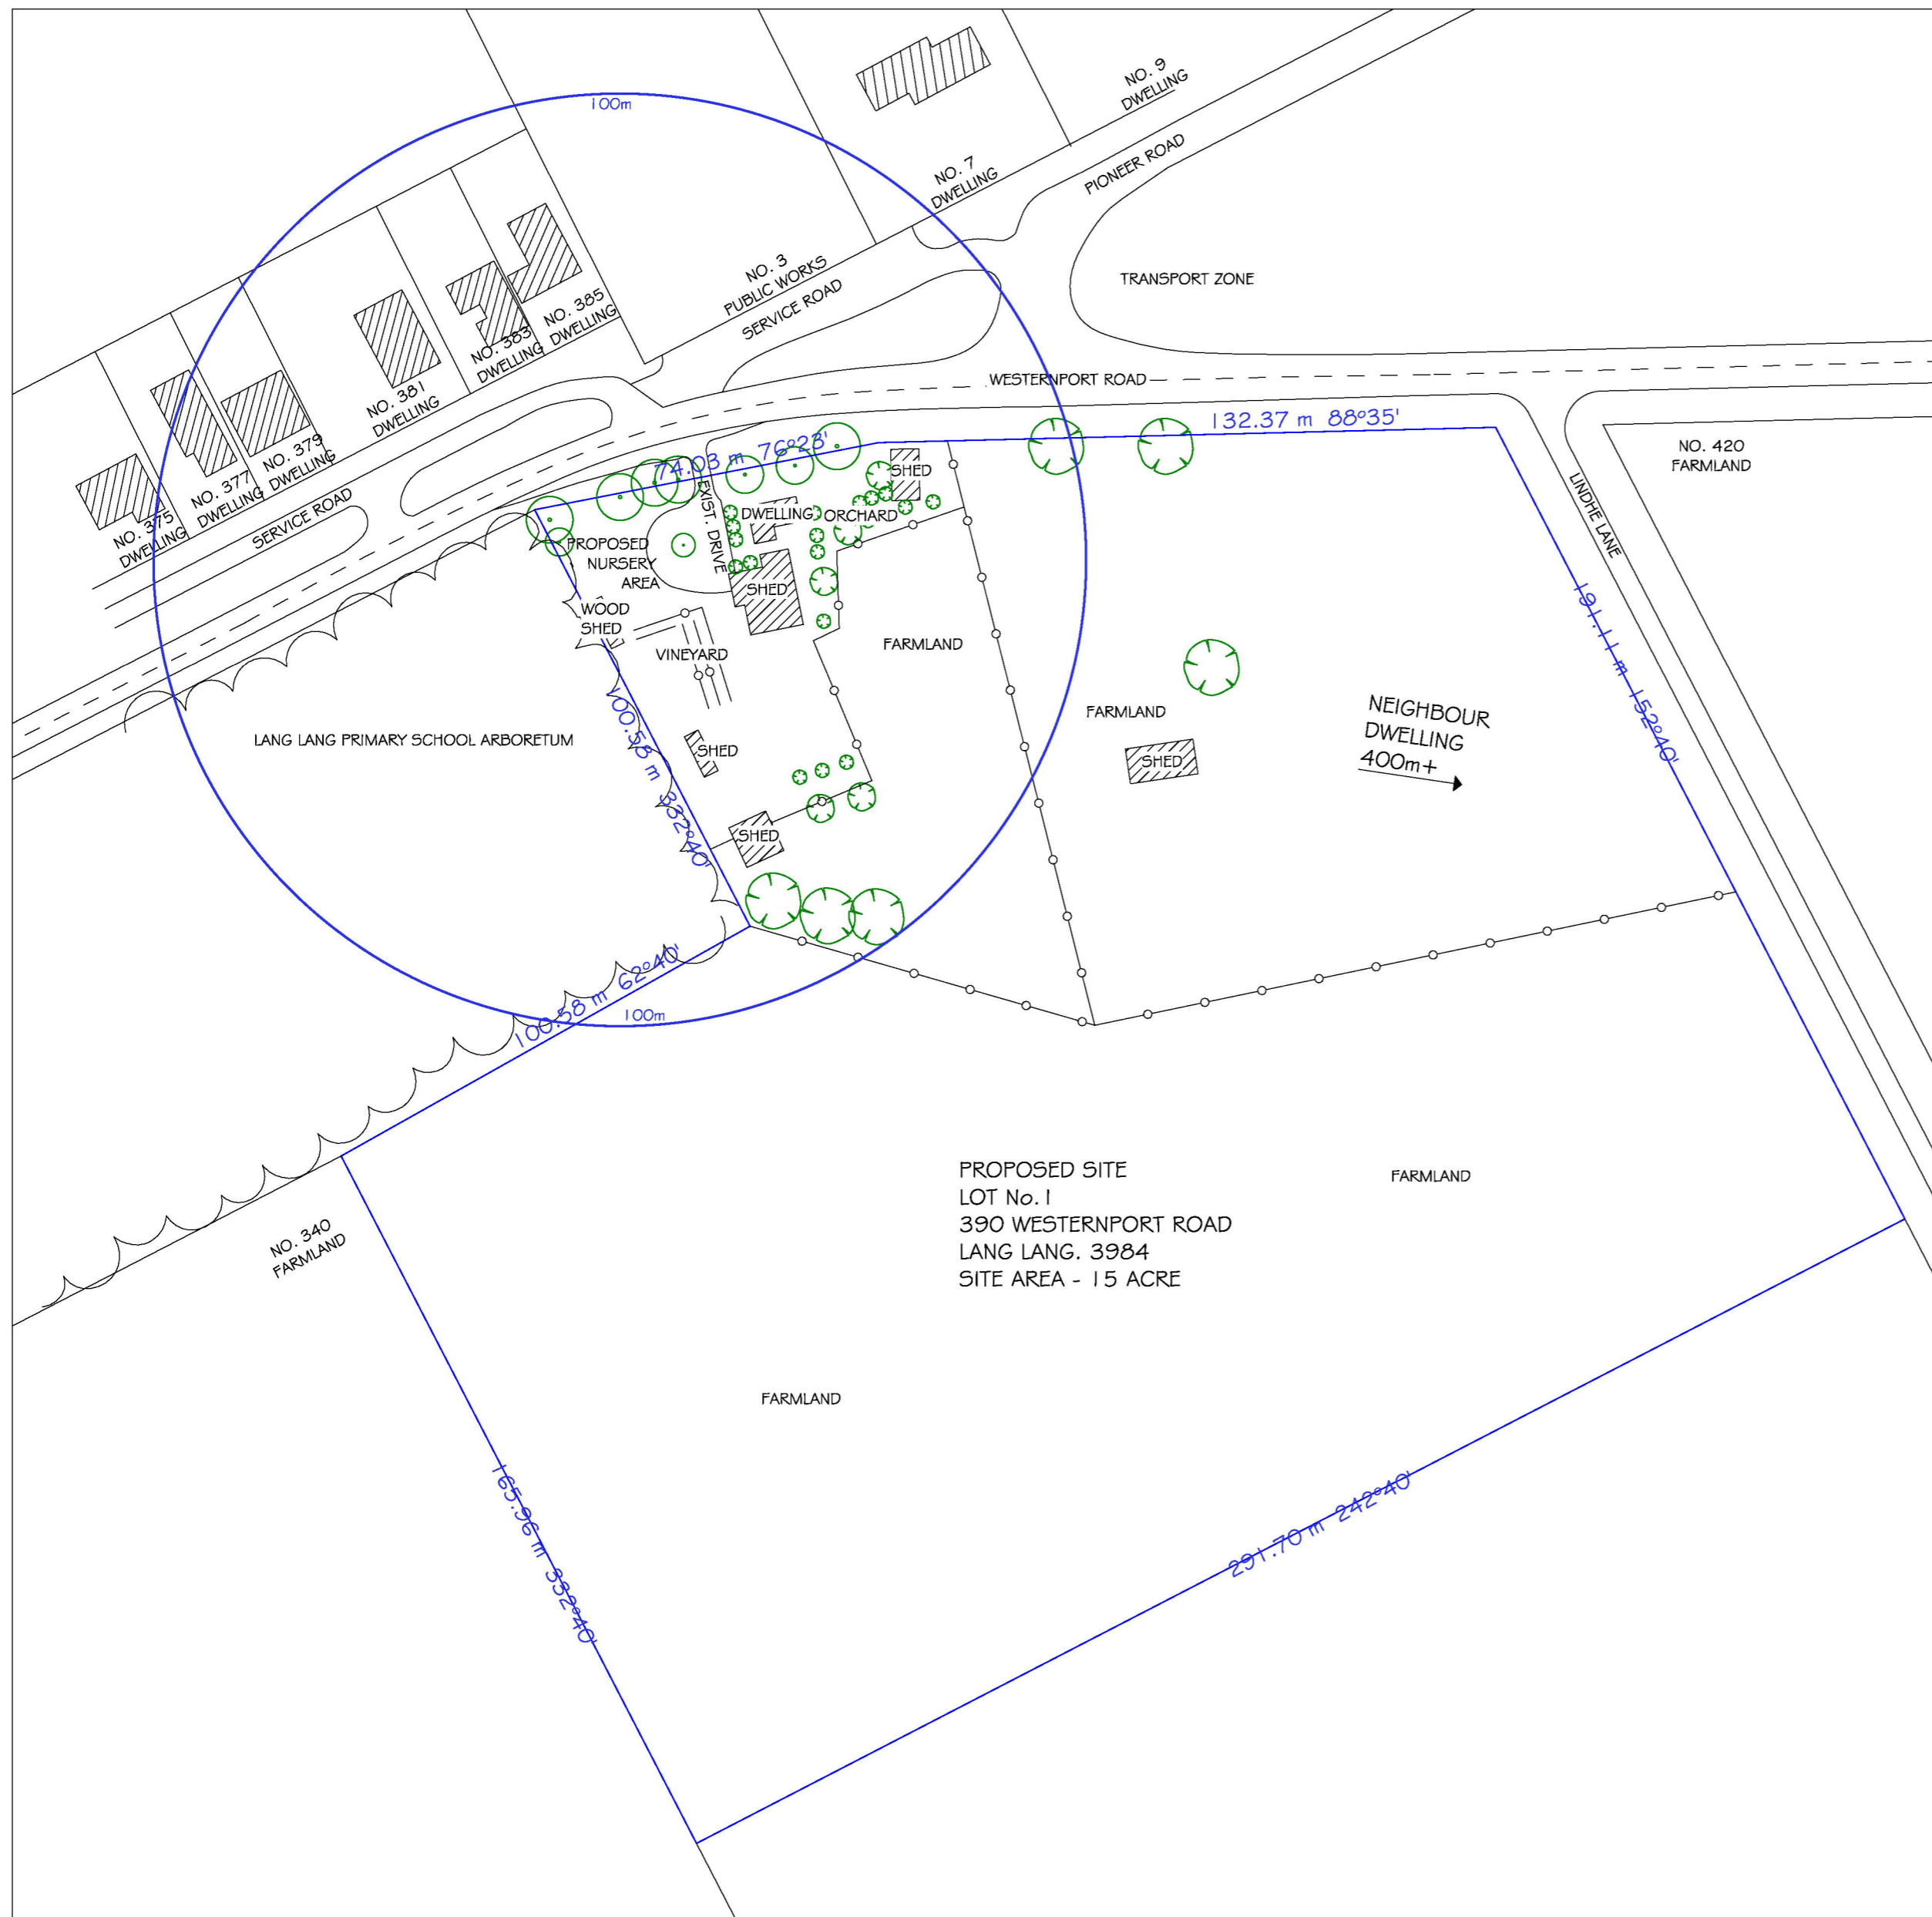 100m
NO. 9
DWELLING
PIONEER ROAD
NO. 7
DWELLING
NO. 3
PUBLIC WORKS
SERVICE ROAD
TRANSPORT ZONE
NO. 385
DWELLING
NO. 383
DWELLING
NO. 381
DWELLING
NO. 379
DWELLING
NO. 377
DWELLING
NO. 375
DWELLING
SERVICE ROAD
WESTERNPORT ROAD
132.37 m 88°35'
74.03 m 76°23'
NO. 420
FARMLAND
LINDHE LANE
SHED
EXIST. DRIVE
DWELLING
ORCHARD
PROPOSED
NURSERY
AREA
SHED
WOOD
SHED
VINEYARD
FARMLAND
191.11 m 152°40'
FARMLAND
NEIGHBOUR
DWELLING
400m+
LANG LANG PRIMARY SCHOOL ARBORETUM
100.58 m 332°40'
SHED
SHED
SHED
100.58 m 62°40'
100m
PROPOSED SITE
LOT No. 1
390 WESTERNPORT ROAD
LANG LANG. 3984
SITE AREA - 15 ACRE
FARMLAND
NO. 340
FARMLAND
FARMLAND
165.96 m 332°40'
291.70 m 242°40'